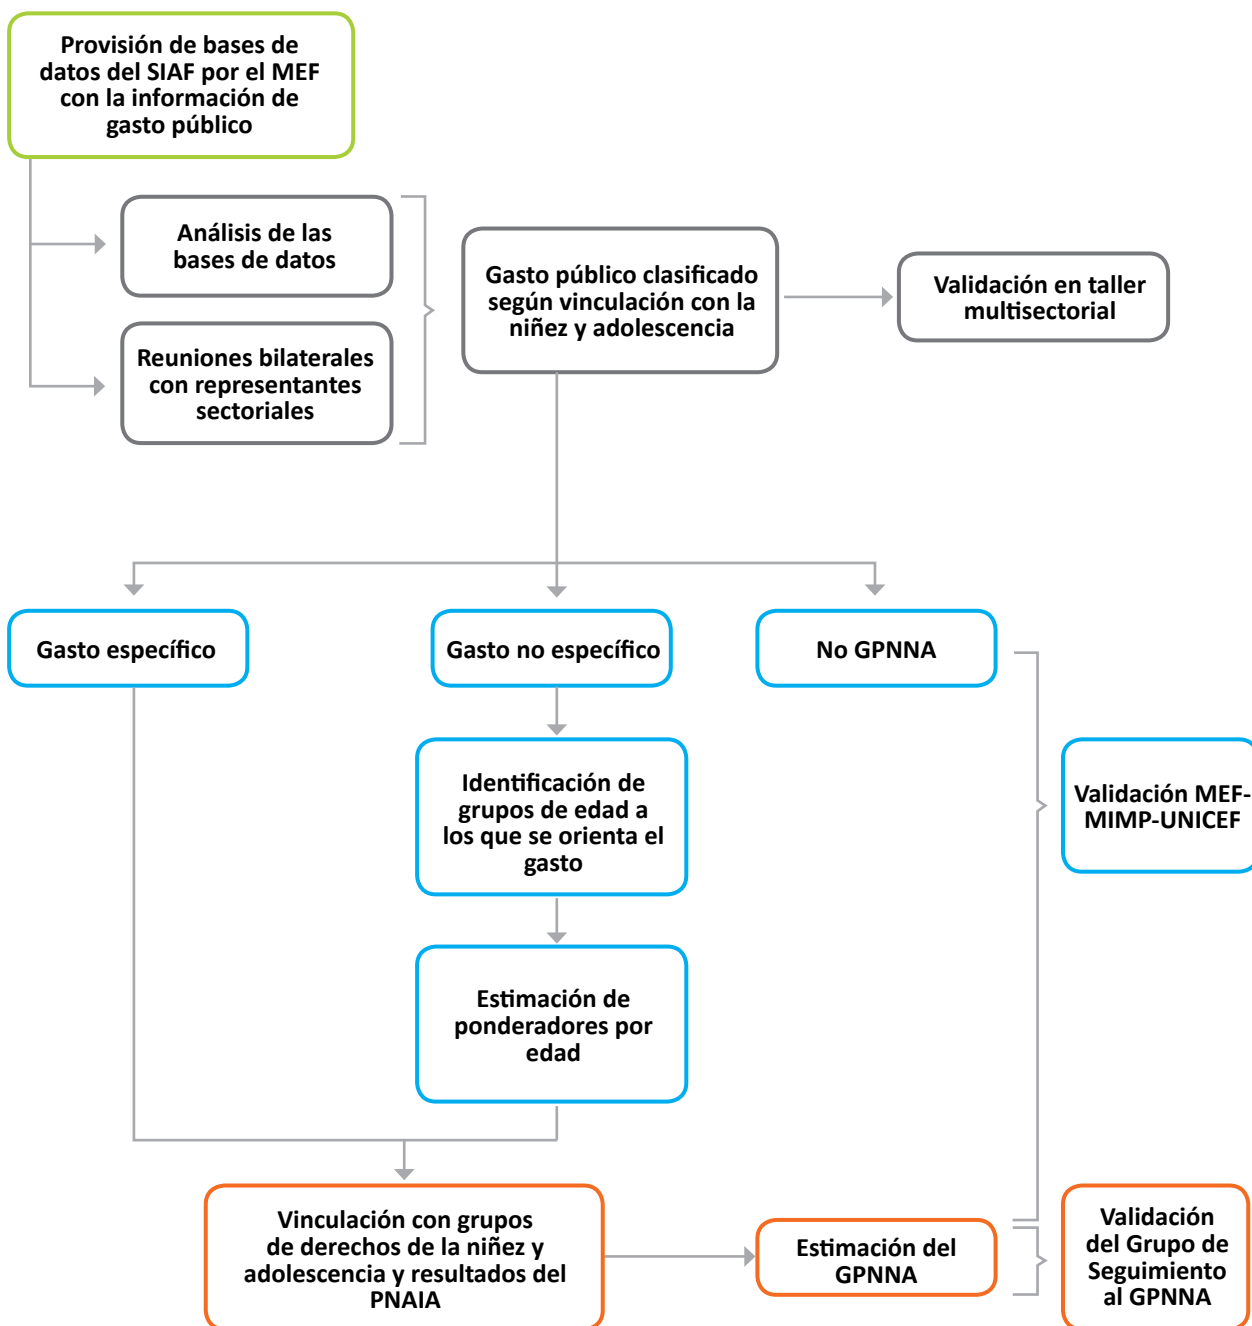 Provisión de bases de
datos del SIAF por el MEF
con la información de
gasto público
Análisis de las
bases de datos
Reuniones bilaterales
con representantes
sectoriales
Gasto público clasificado
según vinculación con la
niñez y adolescencia
Validación en taller
multisectorial
Gasto específico
Gasto no específico
No GPNNA
Identificación de
grupos de edad a
los que se orienta el
gasto
Validación MEF-
MIMP-UNICEF
Estimación de
ponderadores por
edad
Vinculación con grupos
de derechos de la niñez y
adolescencia y resultados del
PNAIA
Estimación del
GPNNA
Validación
del Grupo de
Seguimiento
al GPNNA